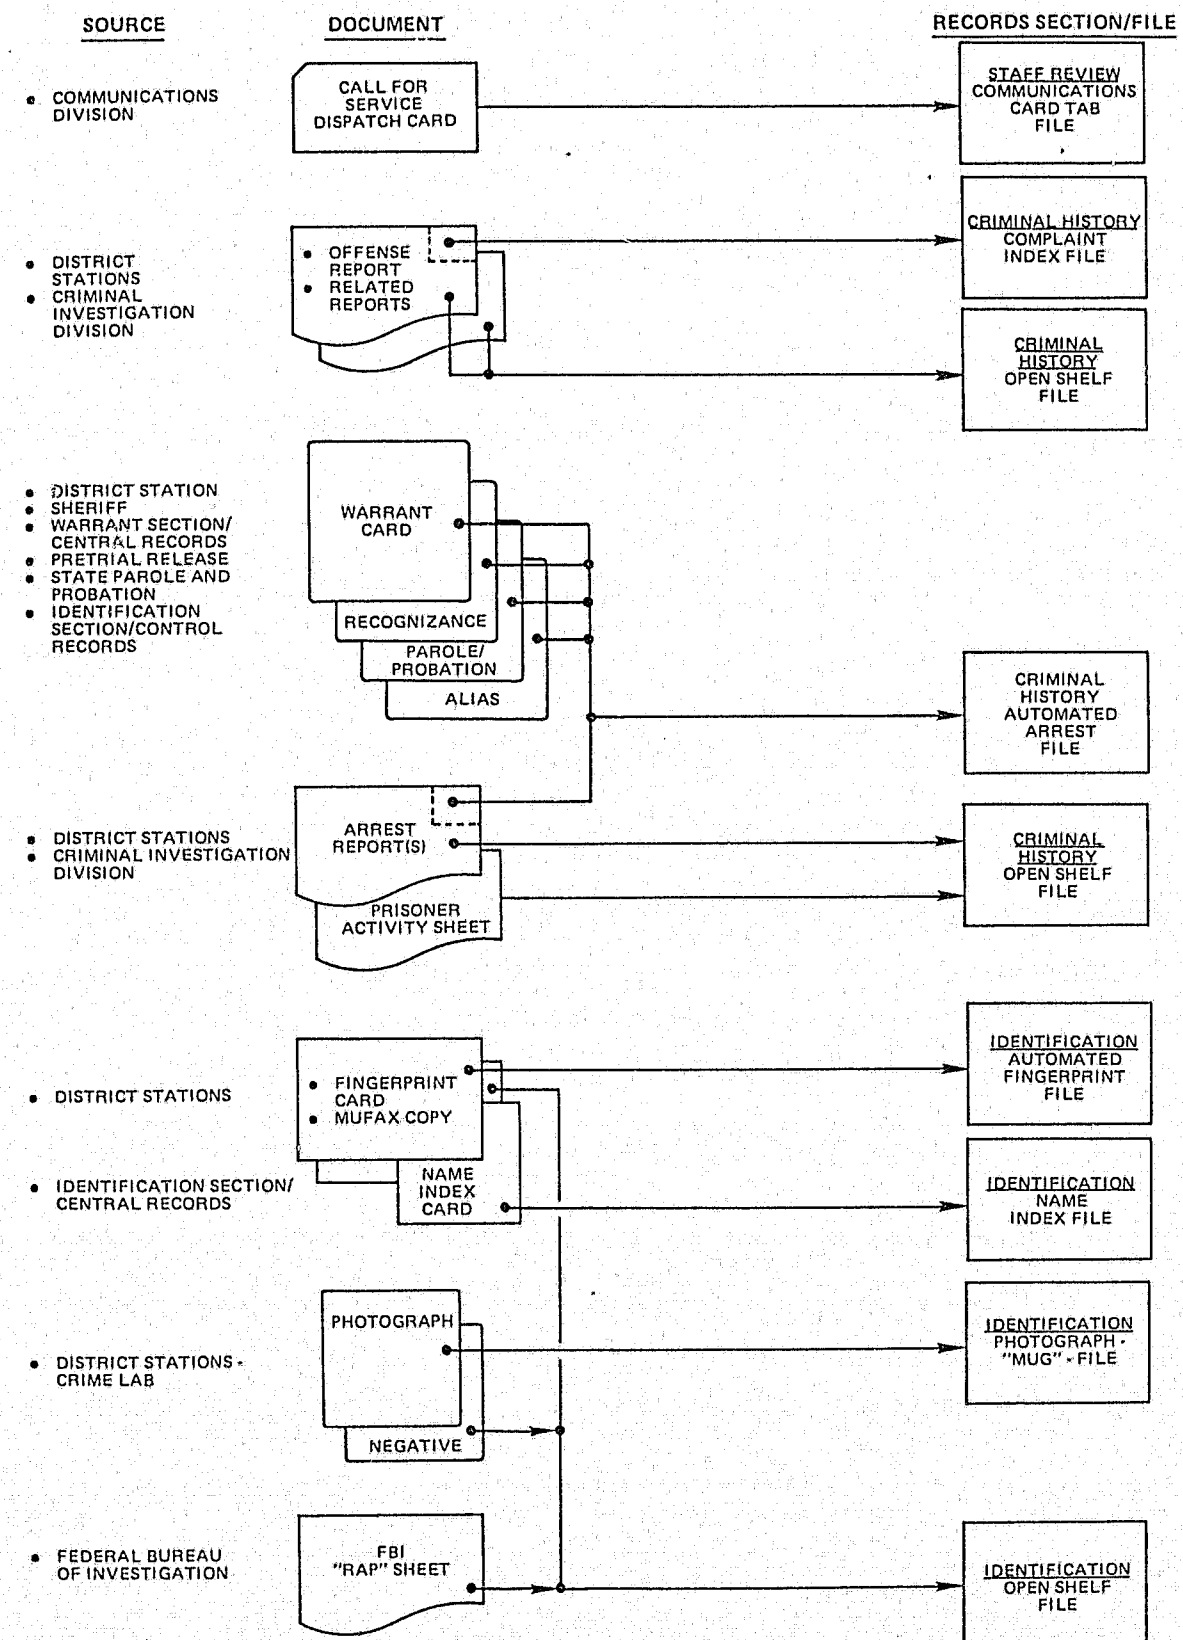 SOURCE
DOCUMENT
RECORDS SECTION/FILE
• COMMUNICATIONS
DIVISION
CALL FOR
SERVICE
DISPATCH CARD
STAFF REVIEW
COMMUNICATIONS
CARD TAB
FILE
• DISTRICT
STATIONS
• CRIMINAL
INVESTIGATION
DIVISION
• OFFENSE
REPORT
• RELATED
REPORTS
CRIMINAL HISTORY
COMPLAINT
INDEX FILE
CRIMINAL
HISTORY
OPEN SHELF
FILE
• DISTRICT STATION
• SHERIFF
• WARRANT SECTION/
CENTRAL RECORDS
• PRETRIAL RELEASE
• STATE PAROLE AND
PROBATION
• IDENTIFICATION
SECTION/CONTROL
RECORDS
WARRANT
CARD
RECOGNIZANCE
PAROLE/
PROBATION
ALIAS
CRIMINAL
HISTORY
AUTOMATED
ARREST
FILE
• DISTRICT STATIONS
• CRIMINAL INVESTIGATION
DIVISION
ARREST
REPORT(S)
PRISONER
ACTIVITY SHEET
CRIMINAL
HISTORY
OPEN SHELF
FILE
• DISTRICT STATIONS
• IDENTIFICATION SECTION/
CENTRAL RECORDS
• FINGERPRINT
CARD
• MUFAX COPY
NAME
INDEX
CARD
IDENTIFICATION
AUTOMATED
FINGERPRINT
FILE
IDENTIFICATION
NAME
INDEX FILE
• DISTRICT STATIONS -
CRIME LAB
PHOTOGRAPH
NEGATIVE
IDENTIFICATION
PHOTOGRAPH -
"MUG" - FILE
• FEDERAL BUREAU
OF INVESTIGATION
FBI
"RAP" SHEET
IDENTIFICATION
OPEN SHELF
FILE